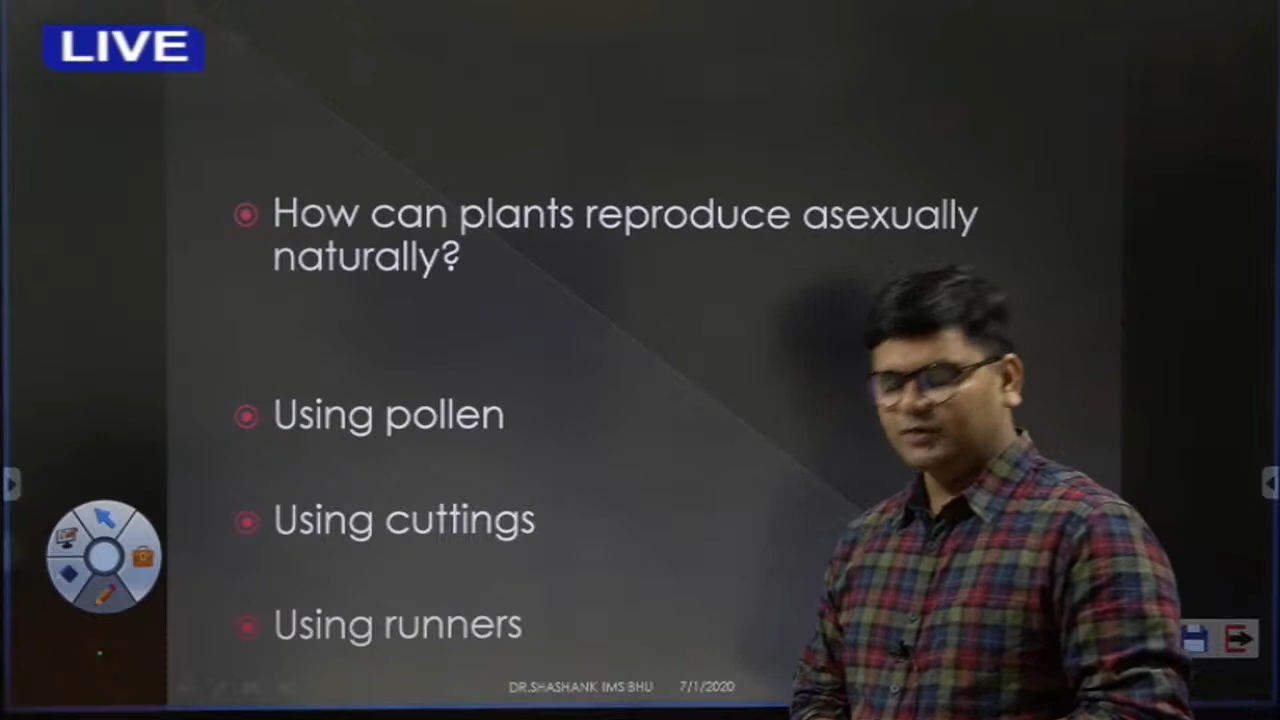 LIVE
How can plants reproduce asexually
naturally?
Using pollen
Using cuttings
Using runners
DR.SHASHANK IMS BHU 7/1/2020